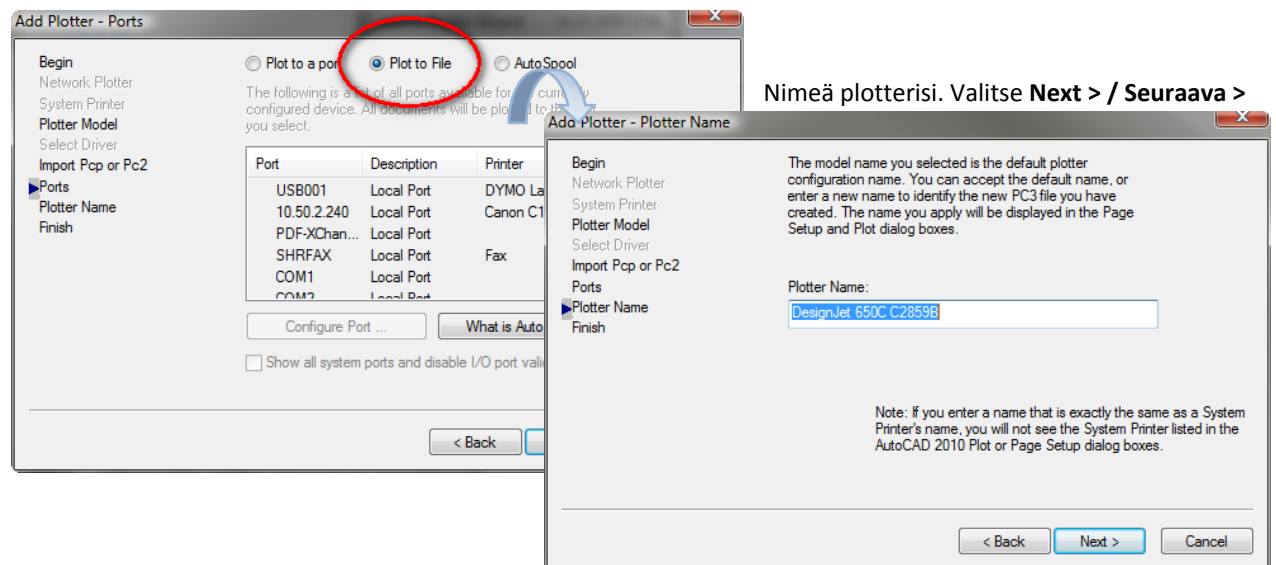 Add Plotter - Ports
Begin
Network Plotter
System Printer
Plotter Model
Select Driver
Import Pcp or Pc2
Ports
Plotter Name
Finish
Plot to a port Plot to File AutoSpool
The following is a list of all ports available for the currently
configured device. All documents will be plotted to the
you select.
Port Description Printer
USB001 Local Port DYMO La
10.50.2.240 Local Port Canon C1
PDF-XChan... Local Port
SHRFAX Local Port Fax
COM1 Local Port
COM2 Local Port
Configure Port ... What is Auto
Show all system ports and disable I/O port vali
< Back
Nimeä plotterisi. Valitse Next > / Seuraava >
Add Plotter - Plotter Name
Begin
Network Plotter
System Printer
Plotter Model
Select Driver
Import Pcp or Pc2
Ports
Plotter Name
Finish
The model name you selected is the default plotter
configuration name. You can accept the default name, or
enter a new name to identify the new PC3 file you have
created. The name you apply will be displayed in the Page
Setup and Plot dialog boxes.
Plotter Name:
DesignJet 650C C2859B
Note: If you enter a name that is exactly the same as a System
Printer's name, you will not see the System Printer listed in the
AutoCAD 2010 Plot or Page Setup dialog boxes.
< Back Next > Cancel